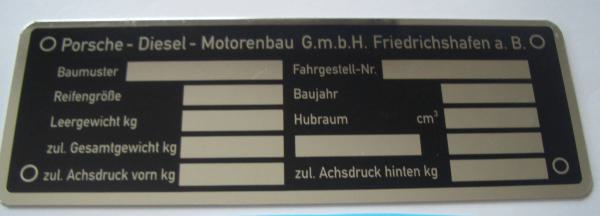 Porsche - Diesel - Motorenbau G.m.b.H. Friedrichshafen a. B.
Baumuster Fahrgestell-Nr.
Reifengröße Baujahr
Leergewicht kg Hubraum cm³
zul. Gesamtgewicht kg
zul. Achsdruck vorn kg zul. Achsdruck hinten kg